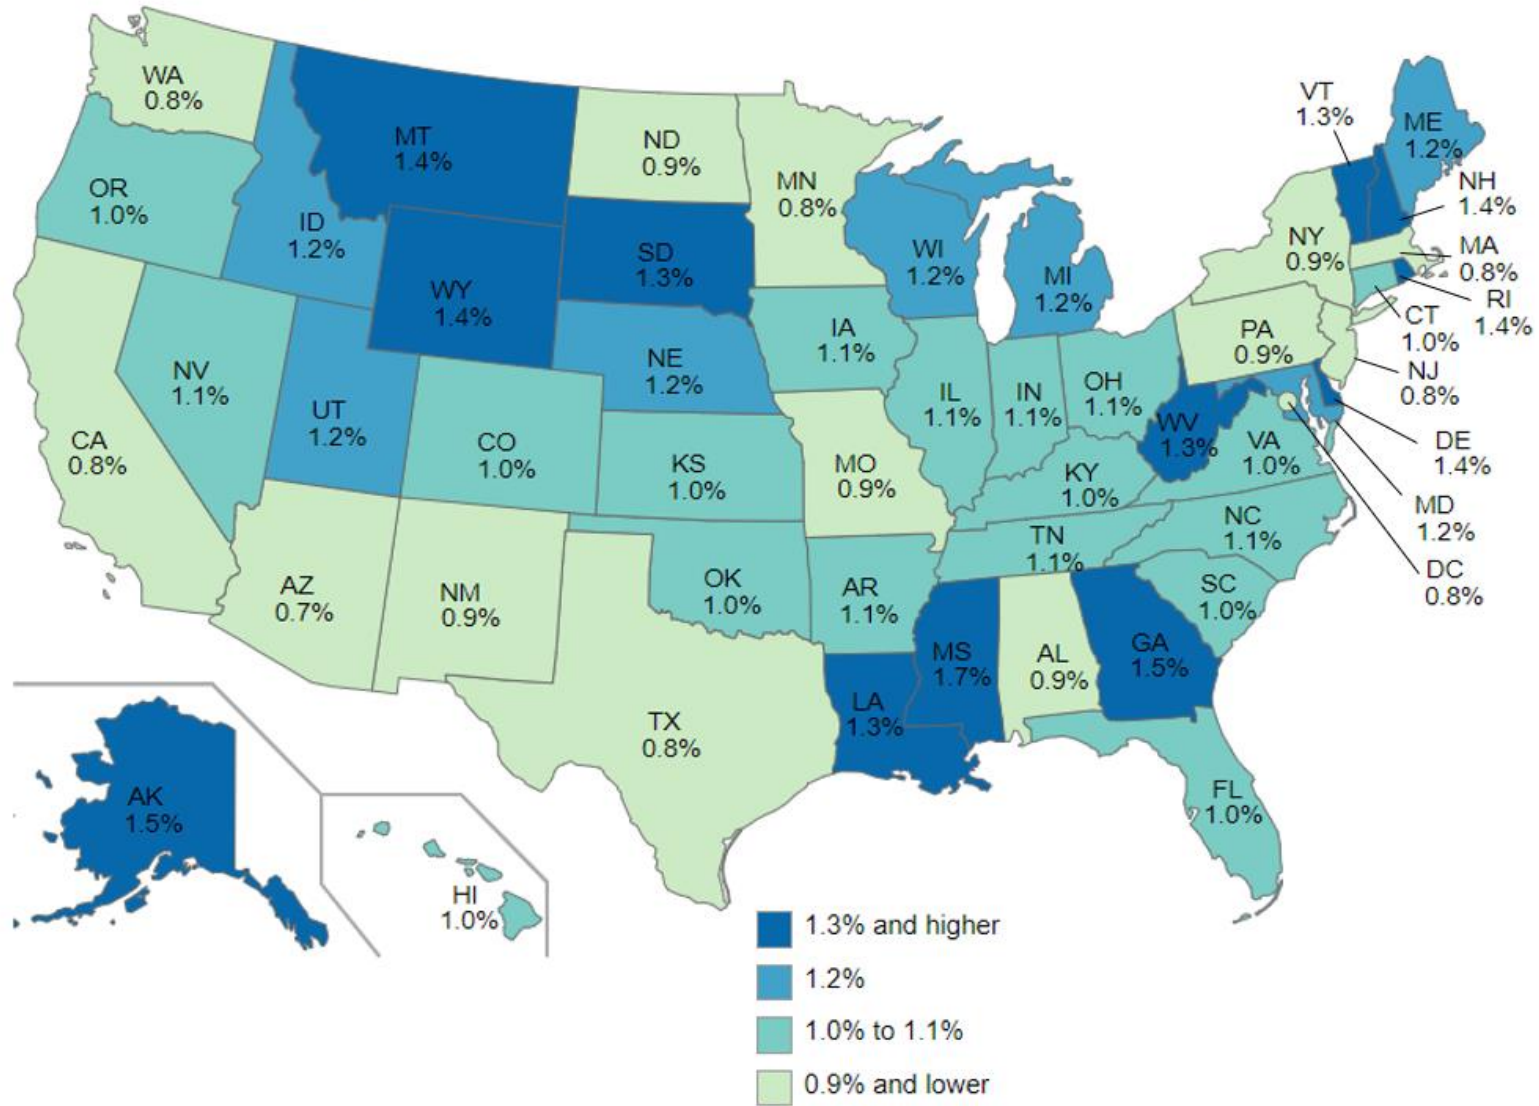 WA
0.8%
OR
1.0%
CA
0.8%
ID
1.2%
NV
1.1%
MT
1.4%
WY
1.4%
UT
1.2%
AZ
0.7%
CO
1.0%
NM
0.9%
ND
0.9%
SD
1.3%
NE
1.2%
KS
1.0%
OK
1.0%
TX
0.8%
MN
0.8%
IA
1.1%
MO
0.9%
AR
1.1%
LA
1.3%
WI
1.2%
IL
1.1%
MI
1.2%
IN
1.1%
OH
1.1%
KY
1.0%
TN
1.1%
MS
1.7%
AL
0.9%
GA
1.5%
FL
1.0%
SC
1.0%
NC
1.1%
VA
1.0%
WV
1.3%
PA
0.9%
NY
0.9%
VT
1.3%
ME
1.2%
NH
1.4%
MA
0.8%
RI
1.4%
CT
1.0%
NJ
0.8%
DE
1.4%
MD
1.2%
DC
0.8%
AK
1.5%
HI
1.0%
1.3% and higher
1.2%
1.0% to 1.1%
0.9% and lower